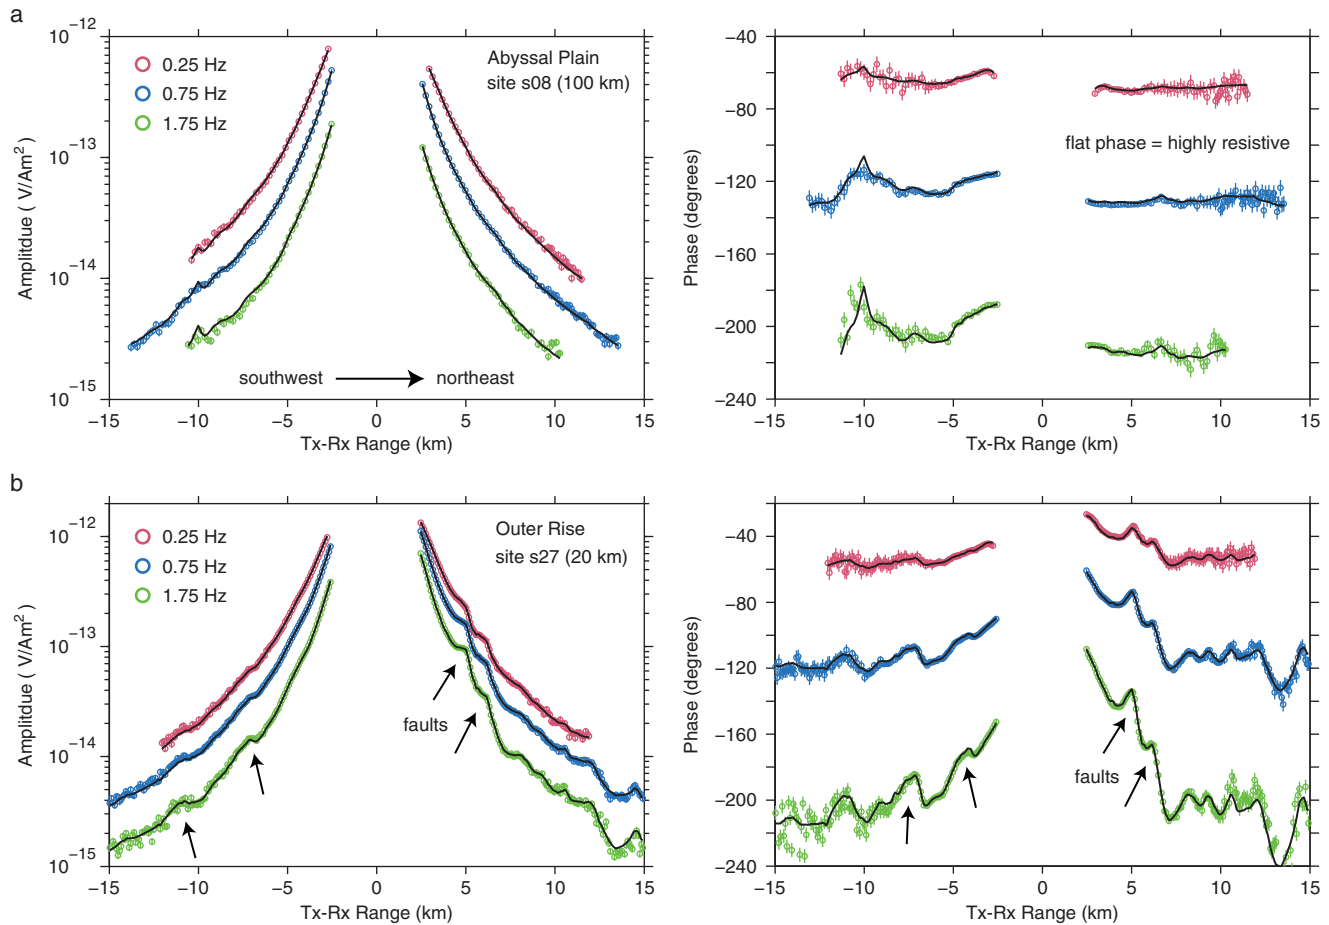 a
10−12
10−13
10−14
10−15
Amplitdue ( V/Am2 )
0.25 Hz
0.75 Hz
1.75 Hz
Abyssal Plain
site s08 (100 km)
southwest
northeast
−15 −10 −5 0 5 10 15
Tx-Rx Range (km)
−40
−80
−120
−160
−200
−240
Phase (degrees)
flat phase = highly resistive
−15 −10 −5 0 5 10 15
Tx-Rx Range (km)
b
10−12
10−13
10−14
10−15
Amplitdue ( V/Am2 )
0.25 Hz
0.75 Hz
1.75 Hz
Outer Rise
site s27 (20 km)
faults
−15 −10 −5 0 5 10 15
Tx-Rx Range (km)
−40
−80
−120
−160
−200
−240
Phase (degrees)
faults
−15 −10 −5 0 5 10 15
Tx-Rx Range (km)